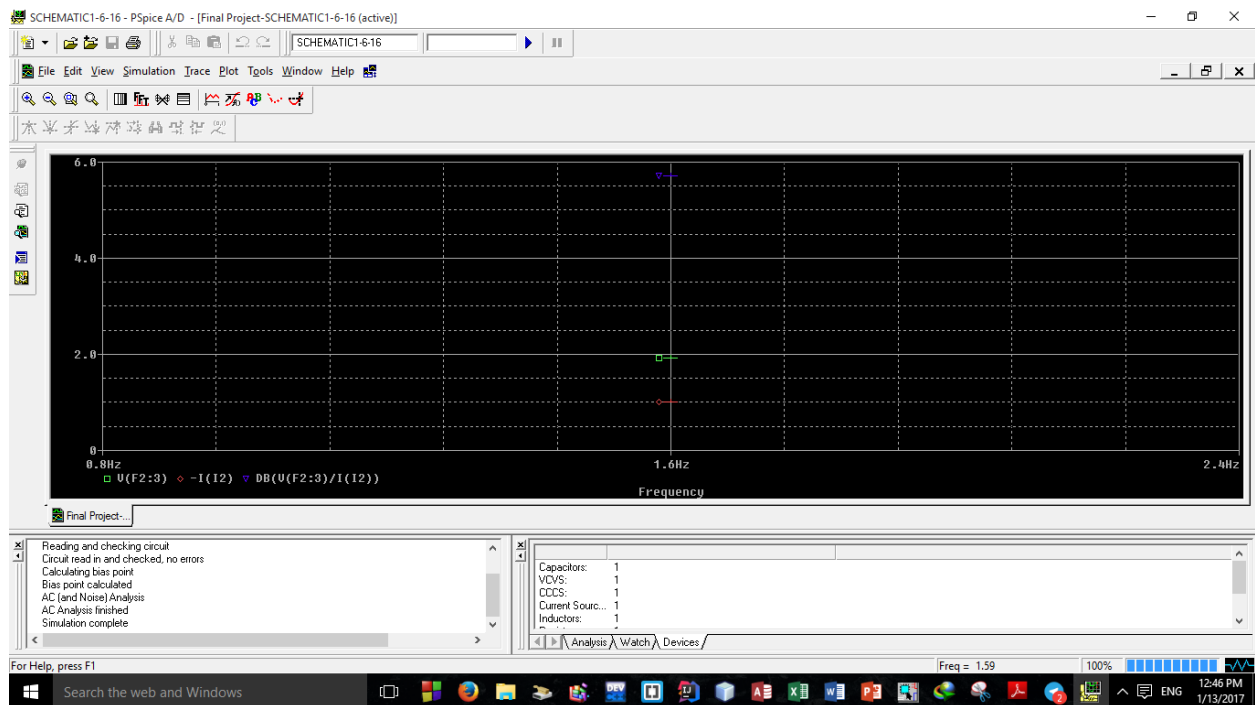 SCHEMATIC1-6-16 - PSpice A/D - [Final Project-SCHEMATIC1-6-16 (active)]
SCHEMATIC1-6-16
File Edit View Simulation Trace Plot Tools Window Help
6.0
4.0
2.0
0
0.8Hz 1.6Hz 2.4Hz
V(F2:3) -I(I2) DB(V(F2:3)/I(I2))
Frequency
Final Project-...
Reading and checking circuit
Circuit read in and checked, no errors
Calculating bias point
Bias point calculated
AC (and Noise) Analysis
AC Analysis finished
Simulation complete
Capacitors: 1
VCVS: 1
CCCS: 1
Current Sourc... 1
Inductors: 1
Analysis Watch Devices
For Help, press F1 Freq = 1.59 100%
Search the web and Windows
ENG
12:46 PM
1/13/2017